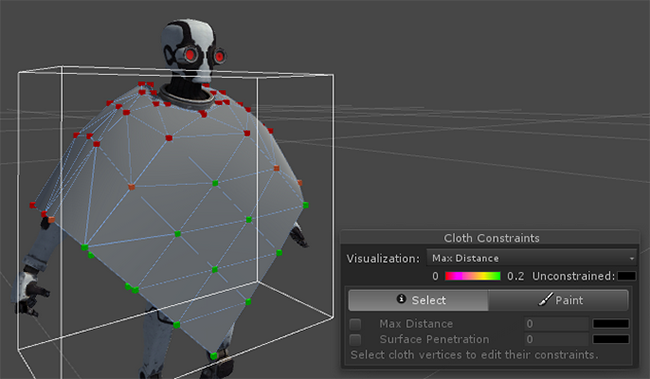 Cloth Constraints
Visualization: Max Distance
0 0.2 Unconstrained:
Select Paint
Max Distance 0
Surface Penetration 0
Select cloth vertices to edit their constraints.